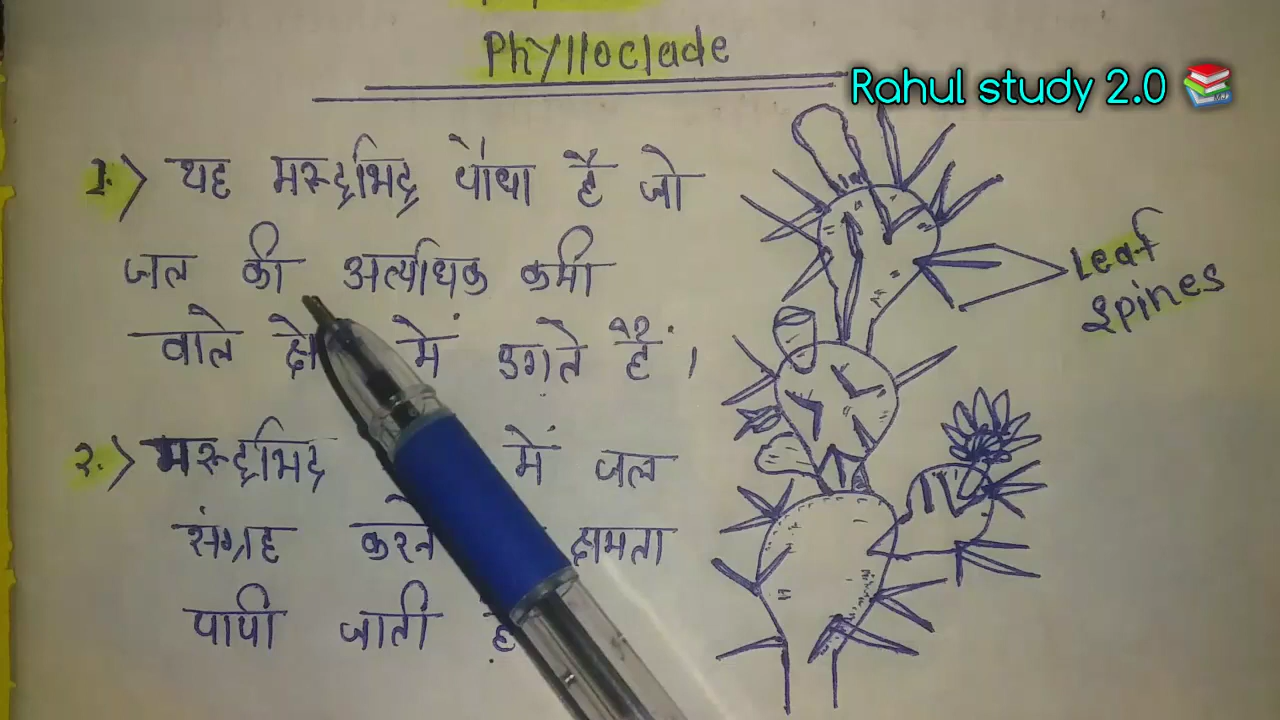 Phylloclade
Rahul study 2.0
1.> यह मरूद्भिद् पौधा है जो
जल की अत्यधिक कमी
वाले में उगते हैं।
Leaf
spines
२.> मरूद्भिद में जल
संग्रह करने क्षमता
पायी जाती